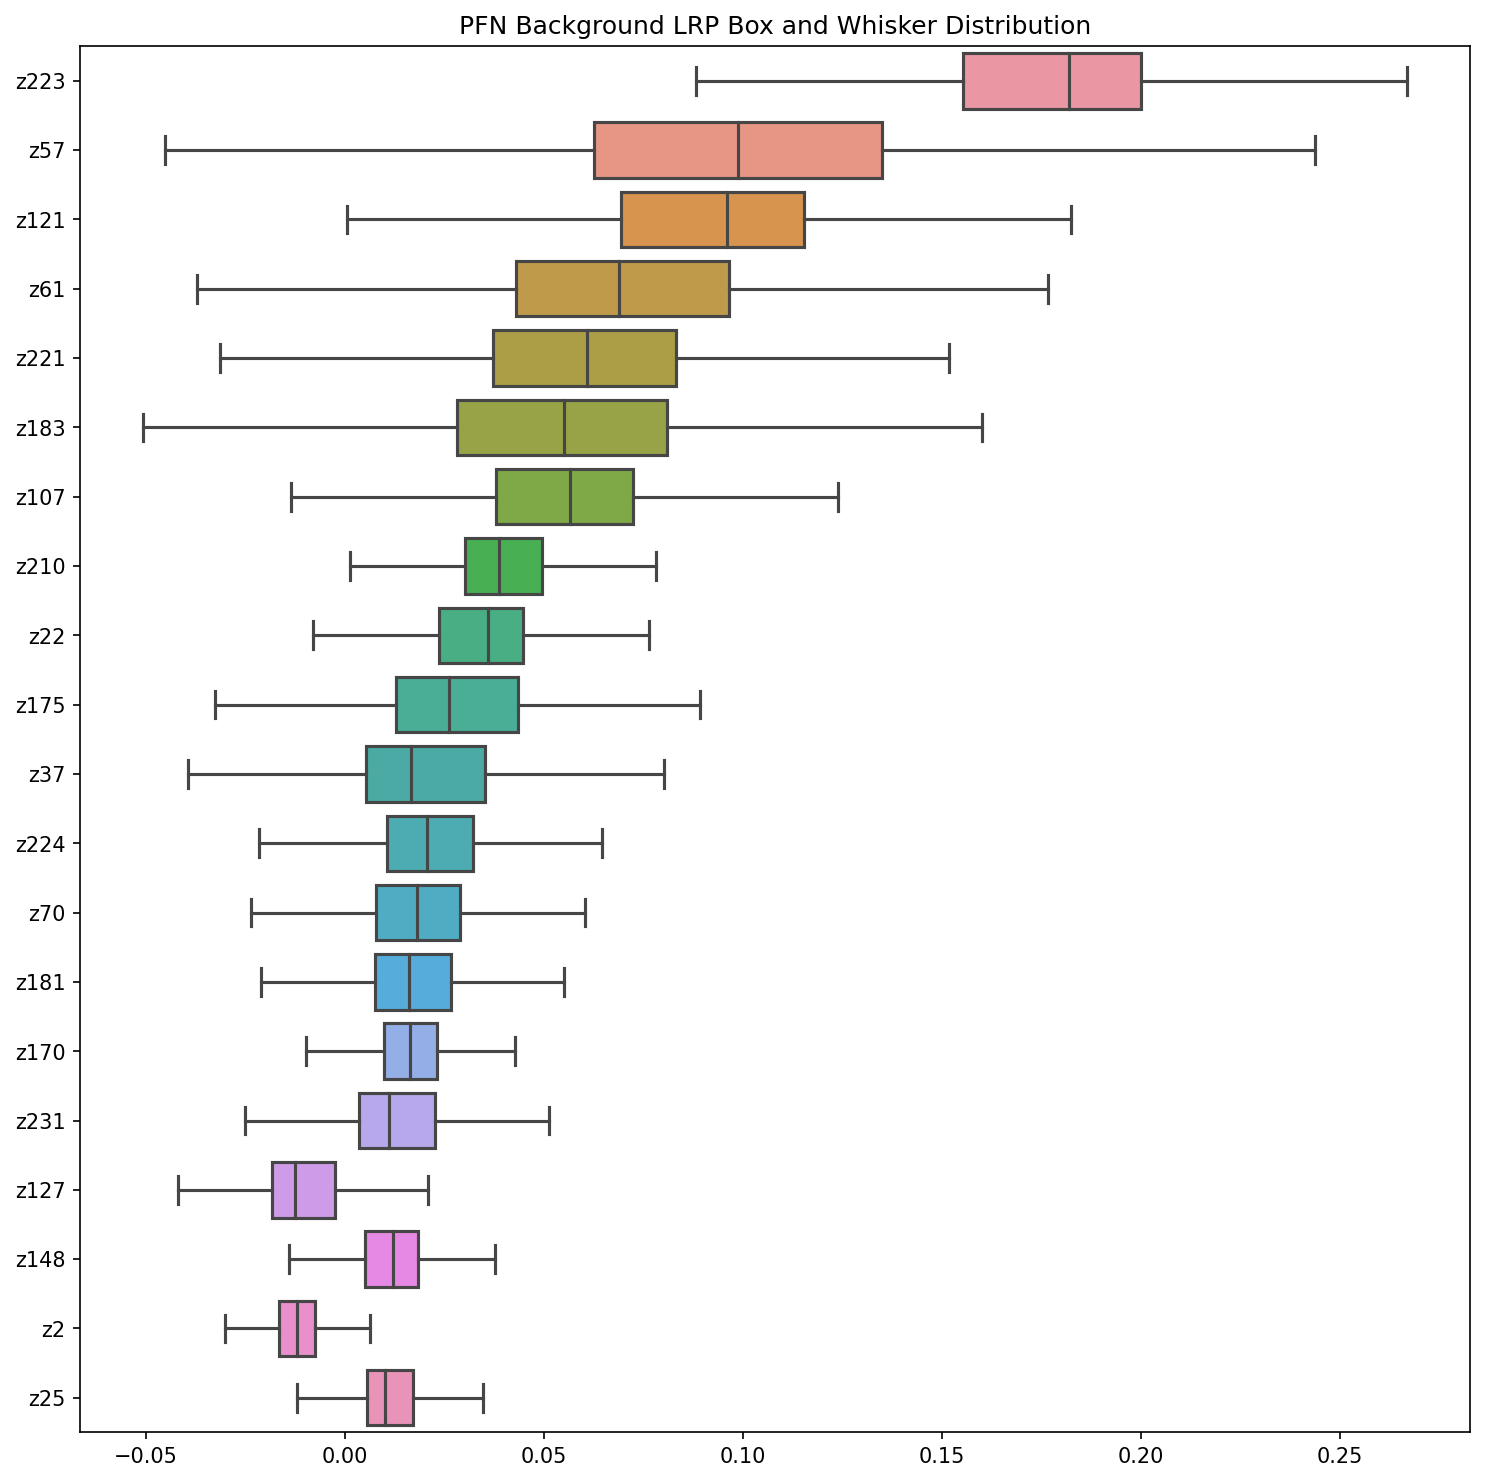 PFN Background LRP Box and Whisker Distribution
z223
z57
z121
z61
z221
z183
z107
z210
z22
z175
z37
z224
z70
z181
z170
z231
z127
z148
z2
z25
−0.05 0.00 0.05 0.10 0.15 0.20 0.25